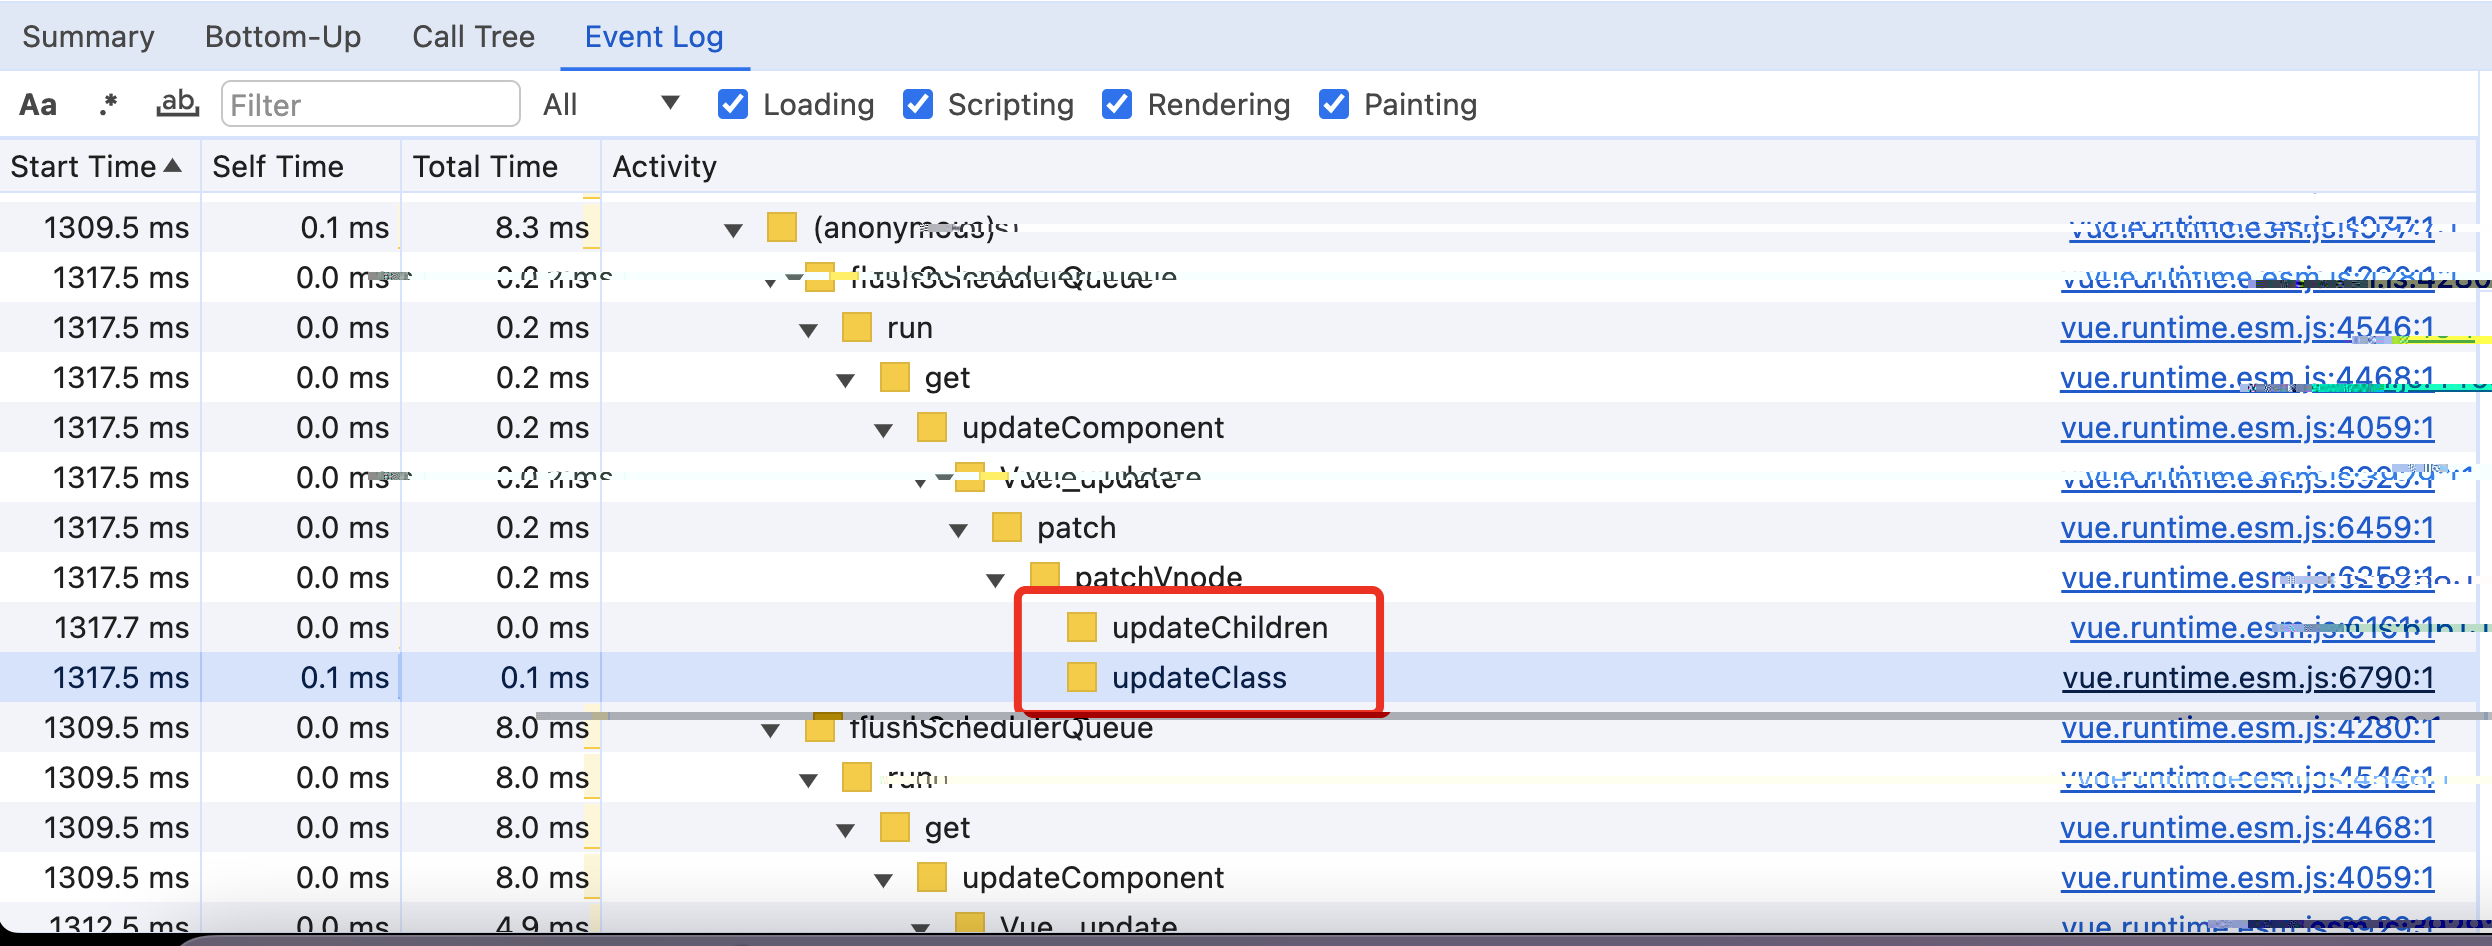 Summary Bottom-Up Call Tree Event Log
Aa .* ab Filter All Loading Scripting Rendering Painting
Start Time Self Time Total Time Activity
1309.5 ms 0.1 ms 8.3 ms (anonymous) vue.runtime.esm.js:1977:1
1317.5 ms 0.0 ms 0.2 ms flushSchedulerQueue vue.runtime.esm.js:4280:1
1317.5 ms 0.0 ms 0.2 ms run vue.runtime.esm.js:4546:1
1317.5 ms 0.0 ms 0.2 ms get vue.runtime.esm.js:4468:1
1317.5 ms 0.0 ms 0.2 ms updateComponent vue.runtime.esm.js:4059:1
1317.5 ms 0.0 ms 0.2 ms Vue._update vue.runtime.esm.js:3929:1
1317.5 ms 0.0 ms 0.2 ms patch vue.runtime.esm.js:6459:1
1317.5 ms 0.0 ms 0.2 ms patchVnode
1317.7 ms 0.0 ms 0.0 ms updateChildren vue.runtime.esm.js:6161:1
1317.5 ms 0.1 ms 0.1 ms updateClass vue.runtime.esm.js:6790:1
1309.5 ms 0.0 ms 8.0 ms flushSchedulerQueue vue.runtime.esm.js:4280:1
1309.5 ms 0.0 ms 8.0 ms run vue.runtime.esm.js:4546:1
1309.5 ms 0.0 ms 8.0 ms get vue.runtime.esm.js:4468:1
1309.5 ms 0.0 ms 8.0 ms updateComponent vue.runtime.esm.js:4059:1
1312.5 ms 0.0 ms 4.9 ms Vue._update vue.runtime.esm.js:3929:1